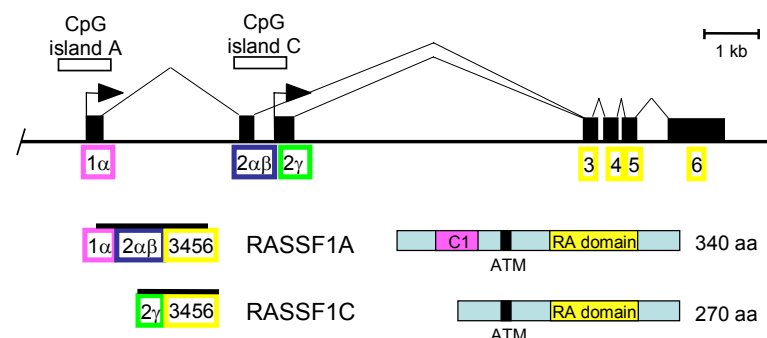 CpG
island A
CpG
island C
1 kb
1α 2αβ 2γ 3 4 5 6
1α 2αβ 3456 RASSF1A C1 RA domain 340 aa
ATM
2γ 3456 RASSF1C RA domain 270 aa
ATM